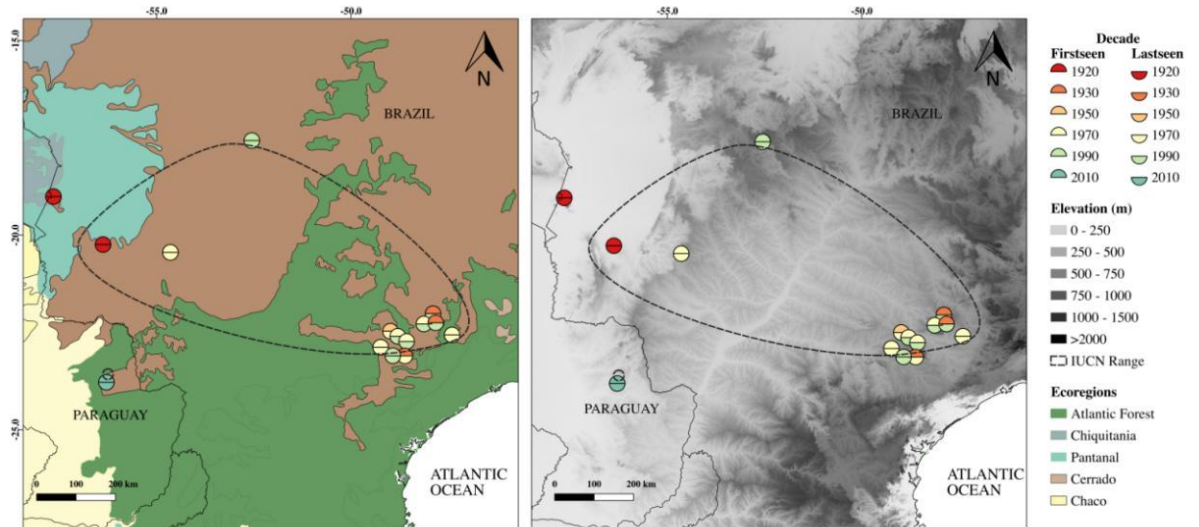 -55.0
-50.0
-15.0
-20.0
-25.0
N
BRAZIL
PARAGUAY
ATLANTIC
OCEAN
0 100 200 km
-55.0
-50.0
N
BRAZIL
PARAGUAY
ATLANTIC
OCEAN
0 100 200 km
Decade
Firstseen Lastseen
1920 1920
1930 1930
1950 1950
1970 1970
1990 1990
2010 2010
Elevation (m)
0 - 250
250 - 500
500 - 750
750 - 1000
1000 - 1500
>2000
IUCN Range
Ecoregions
Atlantic Forest
Chiquitania
Pantanal
Cerrado
Chaco